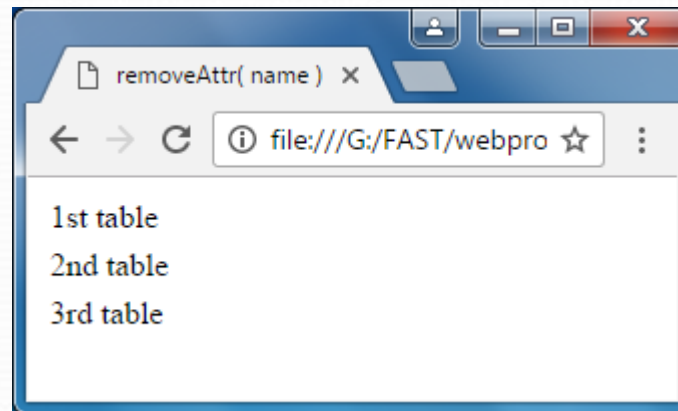 removeAttr( name )
file:///G:/FAST/webpro
1st table
2nd table
3rd table